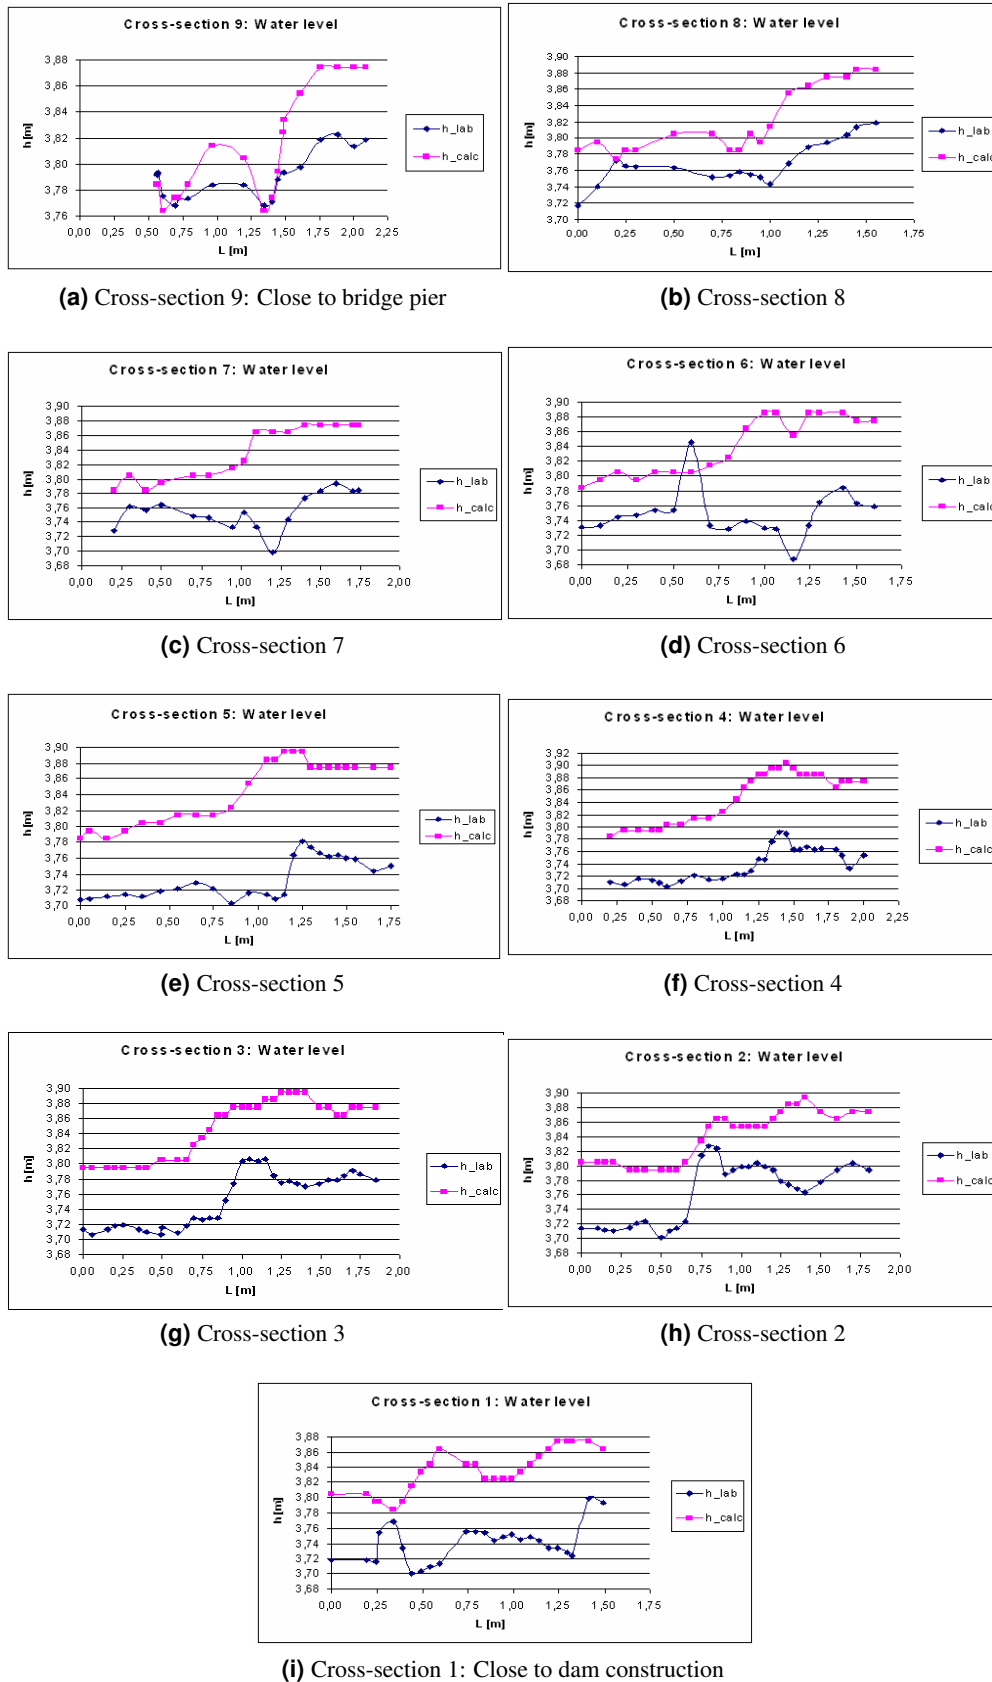 Cross-section 9: Water level
h[m]
3,88
3,86
3,84
3,82
3,80
3,78
3,76
0,00 0,25 0,50 0,75 1,00 1,25 1,50 1,75 2,00 2,25
L [m]
h_lab
h_calc
(a) Cross-section 9: Close to bridge pier
Cross-section 8: Water level
h[m]
3,90
3,88
3,86
3,84
3,82
3,80
3,78
3,76
3,74
3,72
3,70
0,00 0,25 0,50 0,75 1,00 1,25 1,50 1,75
L [m]
h_lab
h_calc
(b) Cross-section 8
Cross-section 7: Water level
h[m]
3,90
3,88
3,86
3,84
3,82
3,80
3,78
3,76
3,74
3,72
3,70
3,68
0,00 0,25 0,50 0,75 1,00 1,25 1,50 1,75 2,00
L [m]
h_lab
h_calc
(c) Cross-section 7
Cross-section 6: Water level
h[m]
3,90
3,88
3,86
3,84
3,82
3,80
3,78
3,76
3,74
3,72
3,70
3,68
0,00 0,25 0,50 0,75 1,00 1,25 1,50 1,75
L [m]
h_lab
h_calc
(d) Cross-section 6
Cross-section 5: Water level
h[m]
3,90
3,88
3,86
3,84
3,82
3,80
3,78
3,76
3,74
3,72
3,70
0,00 0,25 0,50 0,75 1,00 1,25 1,50 1,75
L [m]
h_lab
h_calc
(e) Cross-section 5
Cross-section 4: Water level
h[m]
3,92
3,90
3,88
3,86
3,84
3,82
3,80
3,78
3,76
3,74
3,72
3,70
3,68
0,00 0,25 0,50 0,75 1,00 1,25 1,50 1,75 2,00 2,25
L [m]
h_lab
h_calc
(f) Cross-section 4
Cross-section 3: Water level
h[m]
3,90
3,88
3,86
3,84
3,82
3,80
3,78
3,76
3,74
3,72
3,70
3,68
0,00 0,25 0,50 0,75 1,00 1,25 1,50 1,75 2,00
L [m]
h_lab
h_calc
(g) Cross-section 3
Cross-section 2: Water level
h[m]
3,90
3,88
3,86
3,84
3,82
3,80
3,78
3,76
3,74
3,72
3,70
3,68
0,00 0,25 0,50 0,75 1,00 1,25 1,50 1,75 2,00
L [m]
h_lab
h_calc
(h) Cross-section 2
Cross-section 1: Water level
h[m]
3,88
3,86
3,84
3,82
3,80
3,78
3,76
3,74
3,72
3,70
3,68
0,00 0,25 0,50 0,75 1,00 1,25 1,50 1,75
L [m]
h_lab
h_calc
(i) Cross-section 1: Close to dam construction